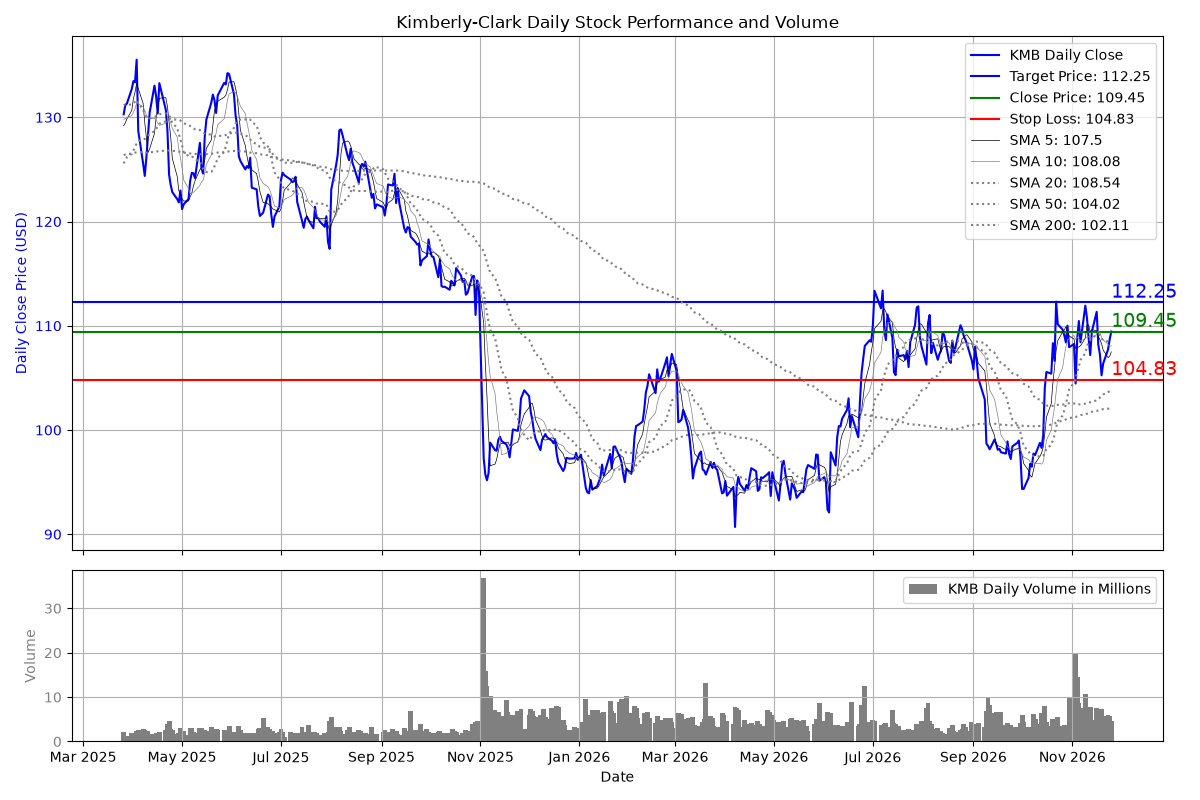 Kimberly-Clark Daily Stock Performance and Volume
KMB Daily Close
Target Price: 112.25
Close Price: 109.45
Stop Loss: 104.83
SMA 5: 107.5
SMA 10: 108.08
SMA 20: 108.54
SMA 50: 104.02
SMA 200: 102.11
Daily Close Price (USD)
130
120
110
100
90
112.25
109.45
104.83
KMB Daily Volume in Millions
Volume
30
20
10
0
Mar 2025 May 2025 Jul 2025 Sep 2025 Nov 2025 Jan 2026 Mar 2026 May 2026 Jul 2026 Sep 2026 Nov 2026
Date